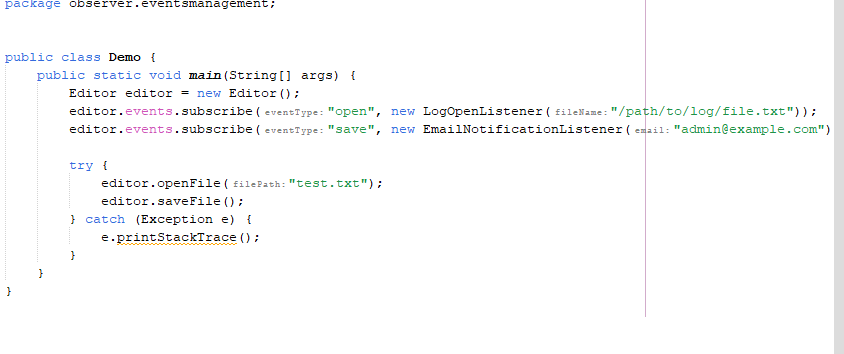 package observer.eventsmanagement;
public class Demo {
public static void main(String[] args) {
Editor editor = new Editor();
editor.events.subscribe( eventType: "open", new LogOpenListener( fileName: "/path/to/log/file.txt"));
editor.events.subscribe( eventType: "save", new EmailNotificationListener( email: "admin@example.com")
try {
editor.openFile( filePath: "test.txt");
editor.saveFile();
} catch (Exception e) {
e.printStackTrace();
}
}
}